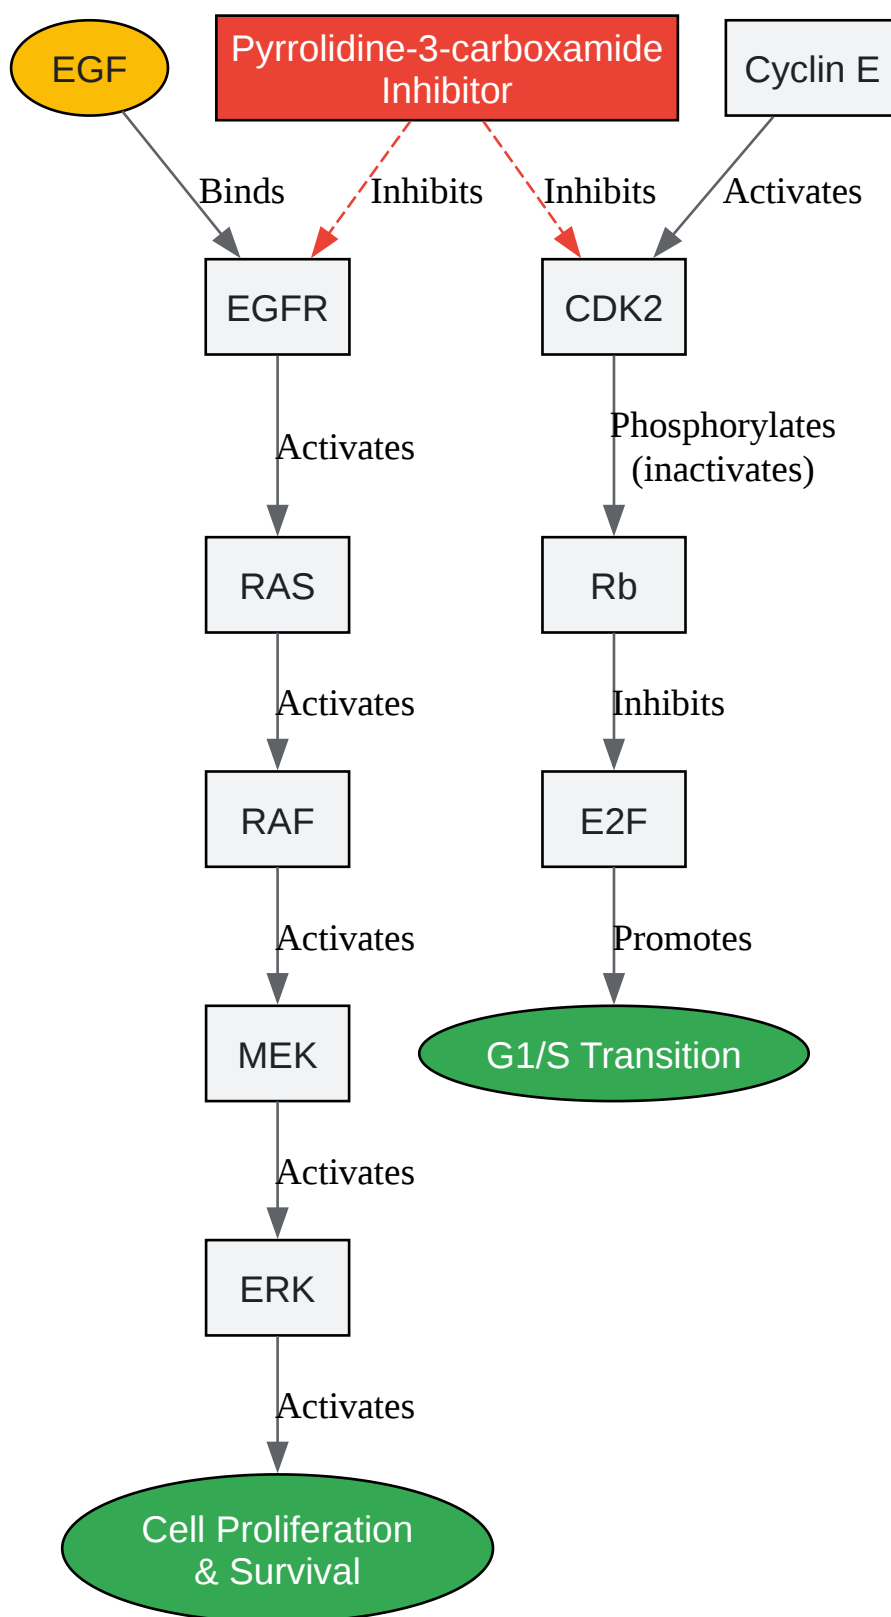 EGF
Pyrrolidine-3-carboxamide
Inhibitor
Cyclin E
Binds
Inhibits
Inhibits
Activates
EGFR
CDK2
Activates
Phosphorylates
(inactivates)
RAS
Rb
Activates
Inhibits
RAF
E2F
Activates
Promotes
MEK
G1/S Transition
Activates
ERK
Activates
Cell Proliferation
& Survival